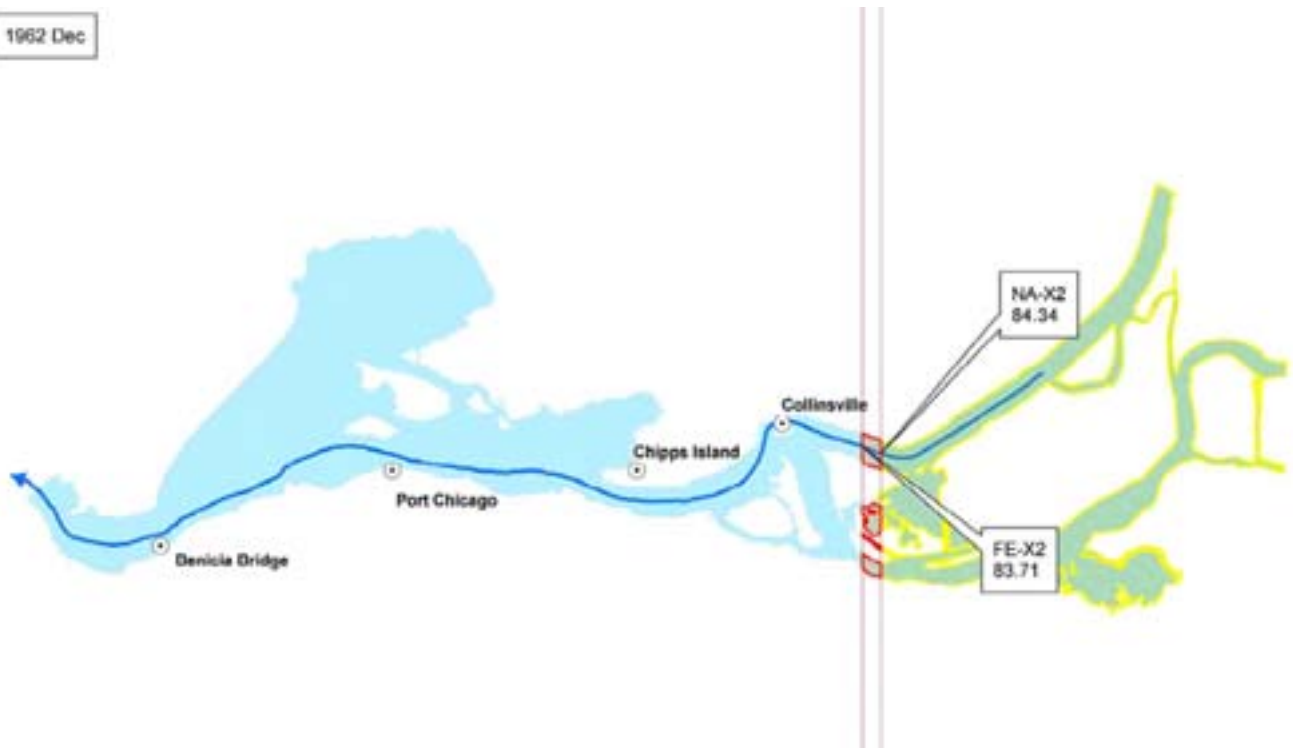 1962 Dec
NA-X2
84.34
Collinsville
Chipps Island
Port Chicago
Benicia Bridge
FE-X2
83.71